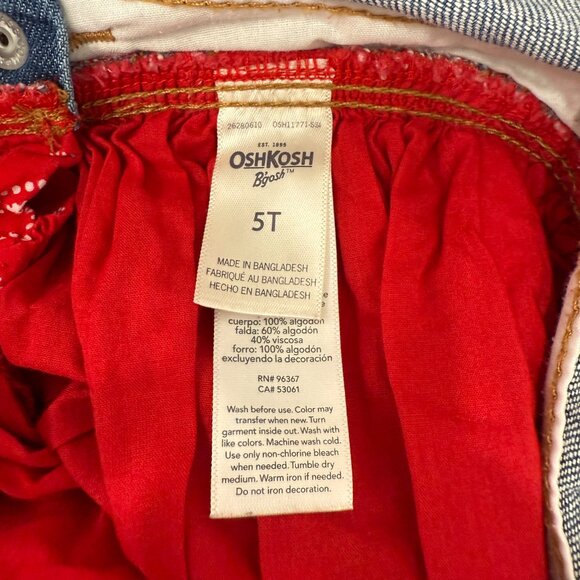 26280610 OSH11771-534
EST. 1895
OSHKOSH
B'gosh™
5T
MADE IN BANGLADESH
FABRIQUÉ AU BANGLADESH
HECHO EN BANGLADESH
cuerpo: 100% algodón
falda: 60% algodón
40% viscosa
forro: 100% algodón
excluyendo la decoración
RN# 96367
CA# 53061
Wash before use. Color may
transfer when new. Turn
garment inside out. Wash with
like colors. Machine wash cold.
Use only non-chlorine bleach
when needed. Tumble dry
medium. Warm iron if needed.
Do not iron decoration.